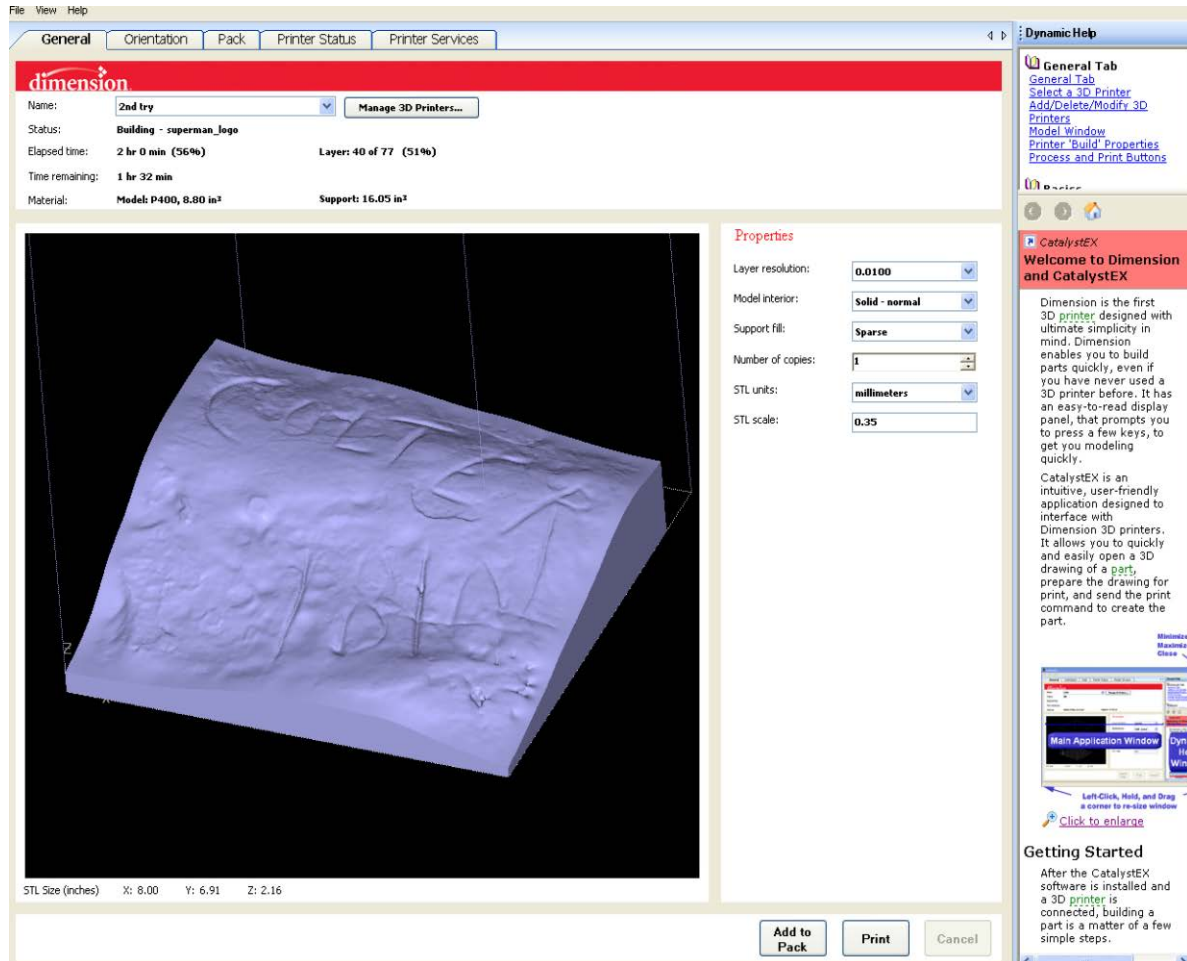 File View Help
General Orientation Pack Printer Status Printer Services
dimension
Name: 2nd try Manage 3D Printers...
Status: Building - superman_logo
Elapsed time: 2 hr 0 min (56%) Layer: 40 of 77 (51%)
Time remaining: 1 hr 32 min
Material: Model: P400, 8.80 in³ Support: 16.05 in³
Z
X
STL Size (inches) X: 8.00 Y: 6.91 Z: 2.16
Properties
Layer resolution: 0.0100
Model interior: Solid - normal
Support fill: Sparse
Number of copies: 1
STL units: millimeters
STL scale: 0.35
Add to
Pack
Print
Cancel
Dynamic Help
General Tab
General Tab
Select a 3D Printer
Add/Delete/Modify 3D
Printers
Model Window
Printer 'Build' Properties
Process and Print Buttons
Basics
CatalystEX
Welcome to Dimension
and CatalystEX
Dimension is the first
3D printer designed with
ultimate simplicity in
mind. Dimension
enables you to build
parts quickly, even if
you have never used a
3D printer before. It has
an easy-to-read display
panel, that prompts you
to press a few keys, to
get you modeling
quickly.
CatalystEX is an
intuitive, user-friendly
application designed to
interface with
Dimension 3D printers.
It allows you to quickly
and easily open a 3D
drawing of a part,
prepare the drawing for
print, and send the print
command to create the
part.
Close
Main Application Window
Left-Click, Hold, and Drag
a corner to re-size window
Click to enlarge
Getting Started
After the CatalystEX
software is installed and
a 3D printer is
connected, building a
part is a matter of a few
simple steps.